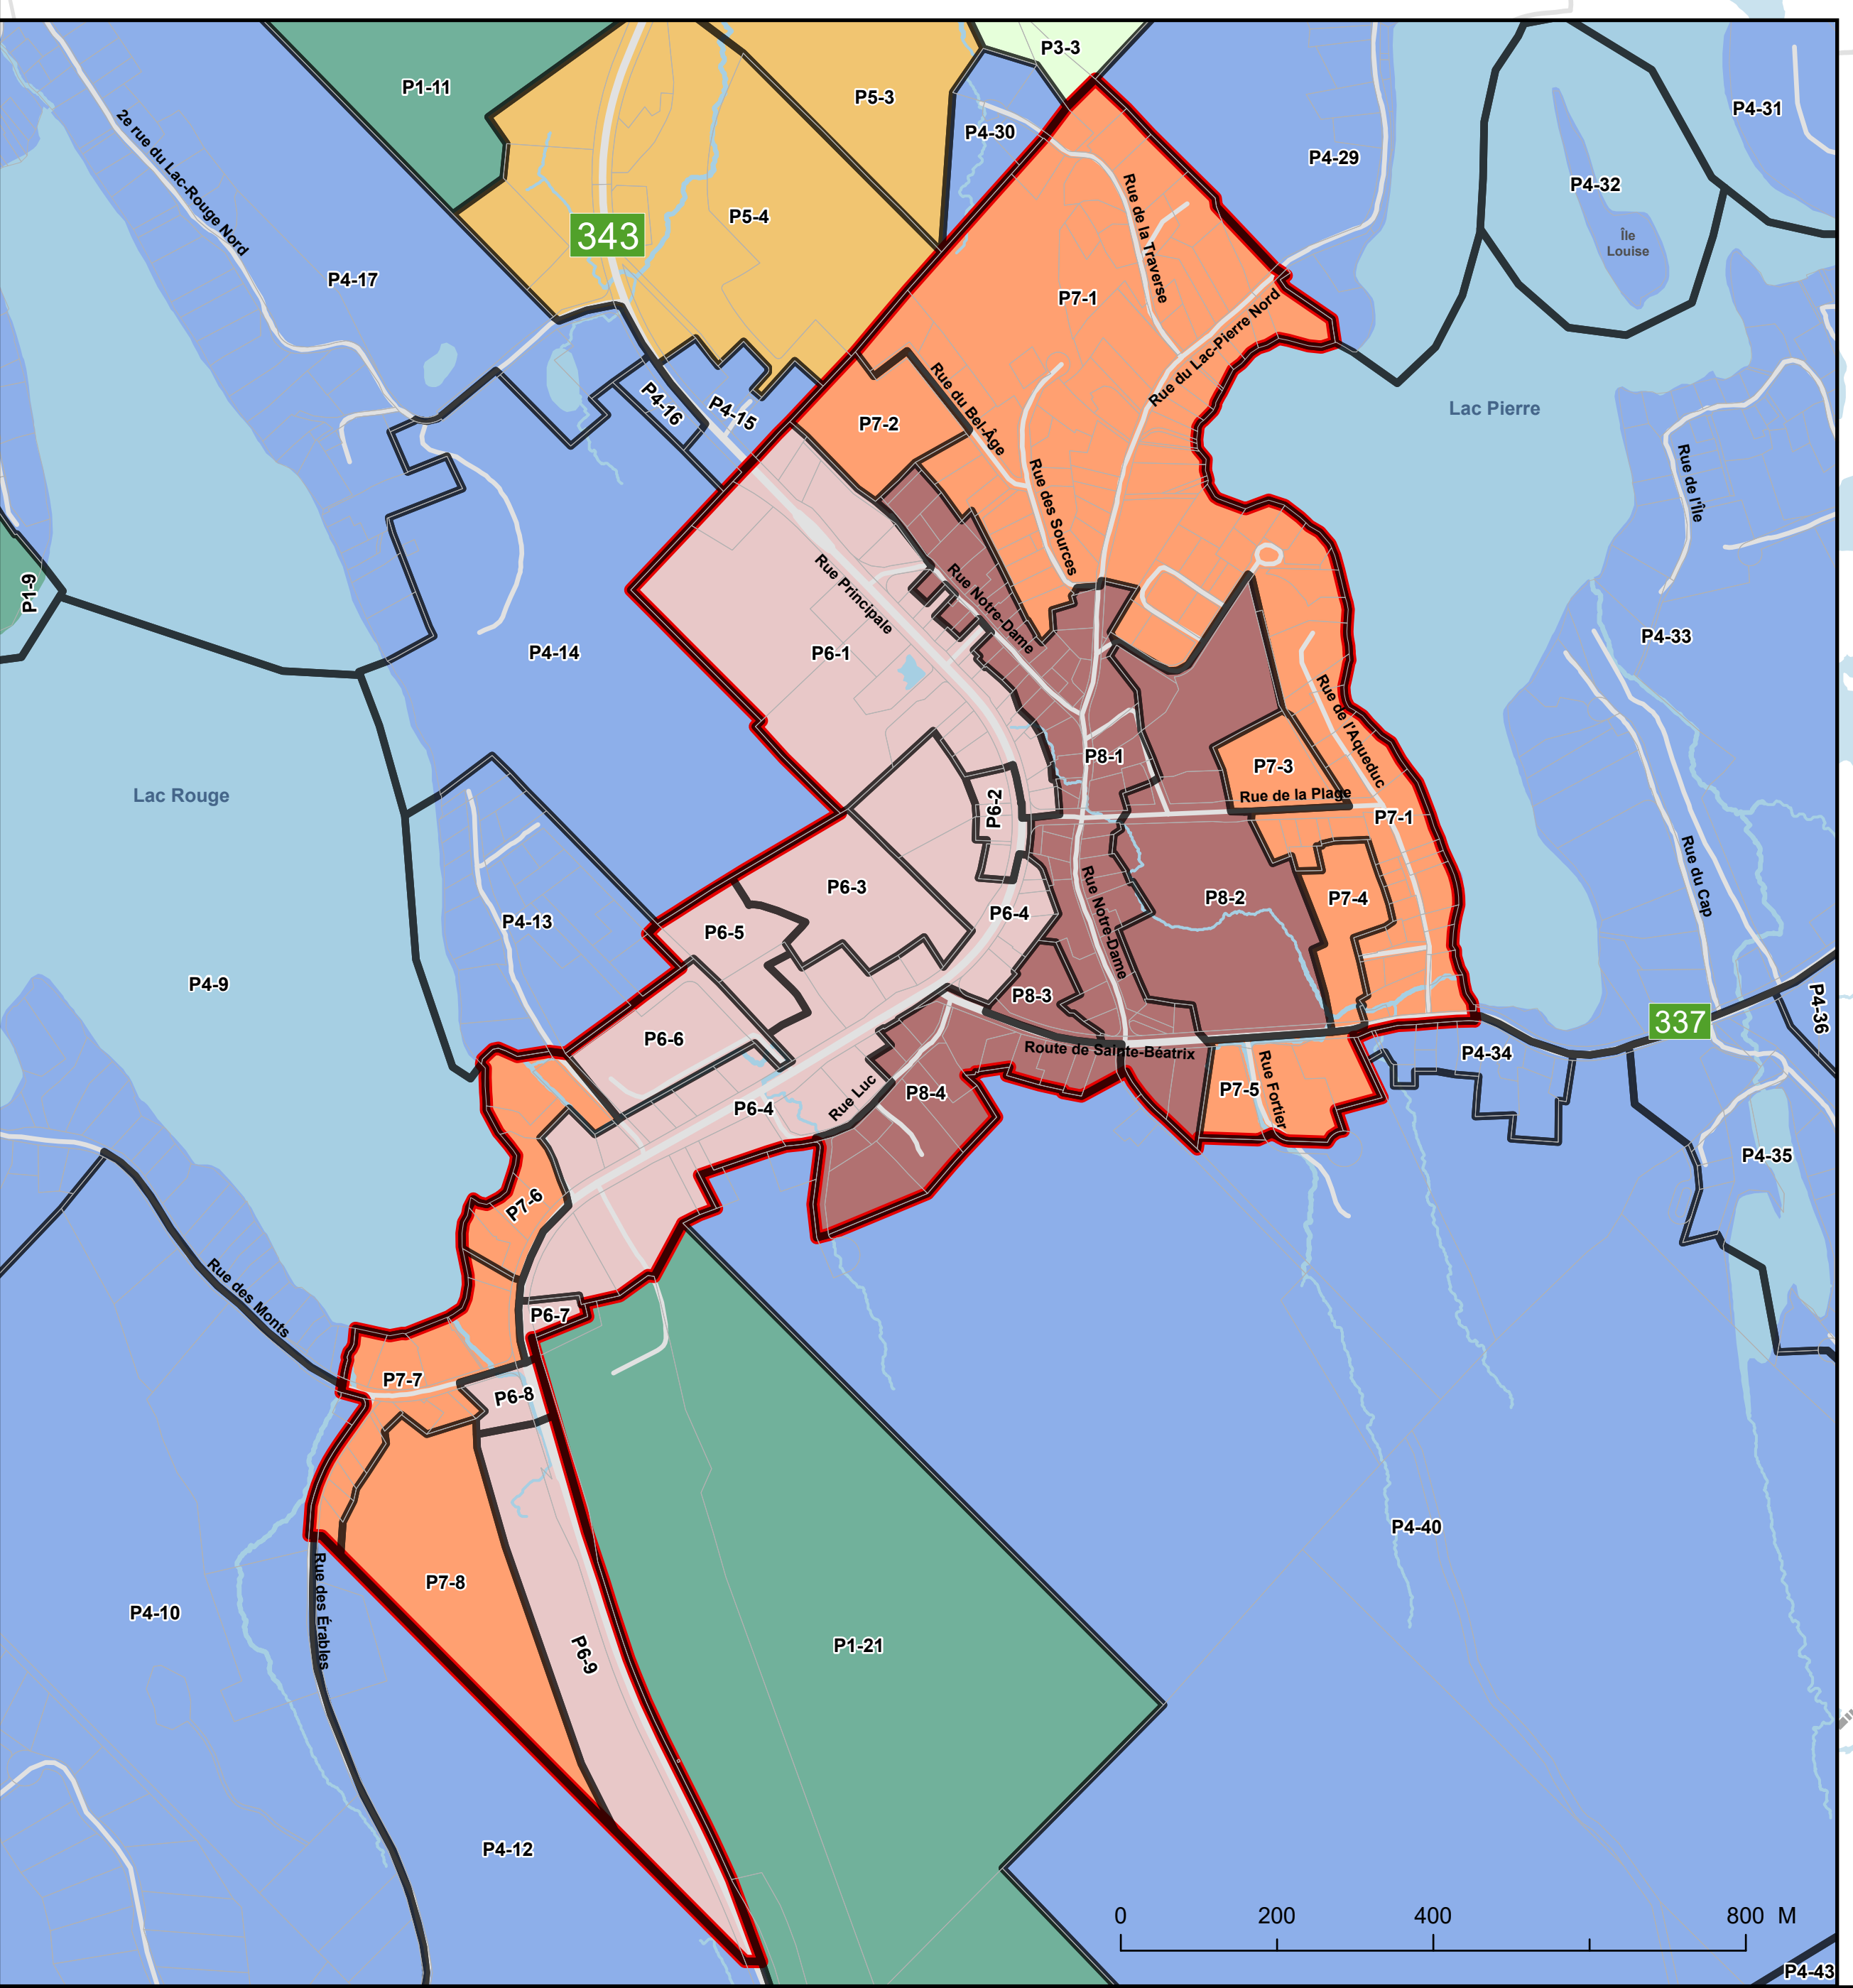 P3-3
P1-11
P5-3
P4-31
P4-30
P4-29
2e rue du Lac-Rouge Nord
P4-32
P5-4
Rue de la Traverse
343
Île
Louise
P4-17
P7-1
Rue du Lac-Pierre Nord
P4-16
P4-15
P7-2
Rue du Bel-Âge
Lac Pierre
Rue de l'Île
Rue des Sources
P1-9
Rue Principale
Rue Notre-Dame
P4-33
P4-14
P6-1
Rue de l'Aqueduc
P8-1
P7-3
Lac Rouge
Rue de la Plage
P6-2
P7-1
Rue du Cap
P6-3
P7-4
P8-2
P6-4
P4-13
P6-5
Rue Notre-Dame
P4-9
P8-3
P4-36
337
P6-6
Route de Sainte-Béatrix
P4-34
P7-5
Rue Fortier
P8-4
Rue Luc
P6-4
P4-35
P7-6
Rue des Monts
P6-7
P7-7
P6-8
P4-40
P7-8
Rue des Érables
P4-10
P6-9
P1-21
P4-12
0 200 400 800 M
P4-43